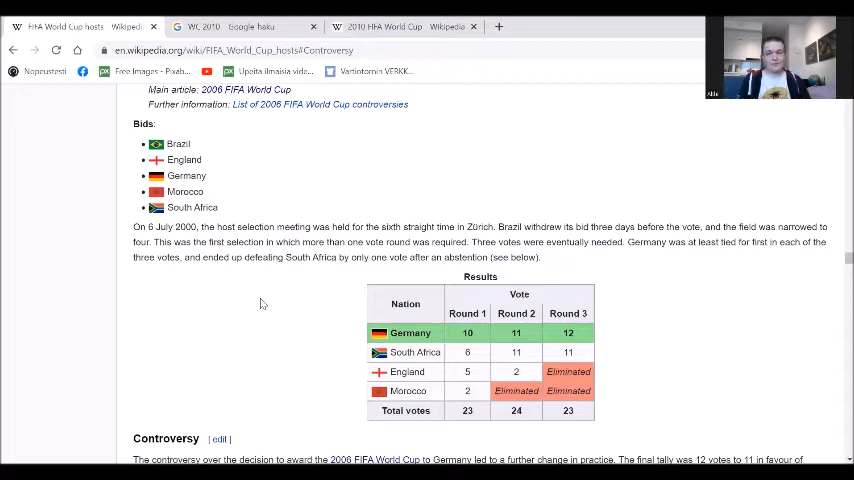 FIFA World Cup hosts - Wikipedi
WC 2010 - Google-haku
2010 FIFA World Cup - Wikipedia
en.wikipedia.org/wiki/FIFA_World_Cup_hosts#Controversy
Nopeustesti
Free Images - Pixab...
Upeita ilmaisia video...
Vartiotornin VERKK...
Main article: 2006 FIFA World Cup
Further information: List of 2006 FIFA World Cup controversies
Bids:
Brazil
England
Germany
Morocco
South Africa
On 6 July 2000, the host selection meeting was held for the sixth straight time in Zürich. Brazil withdrew its bid three days before the vote, and the field was narrowed to
four. This was the first selection in which more than one vote round was required. Three votes were eventually needed. Germany was at least tied for first in each of the
three votes, and ended up defeating South Africa by only one vote after an abstention (see below).
Results
Nation Vote
Round 1 Round 2 Round 3
Germany 10 11 12
South Africa 6 11 11
England 5 2 Eliminated
Morocco 2 Eliminated Eliminated
Total votes 23 24 23
Controversy [ edit ]
The controversy over the decision to award the 2006 FIFA World Cup to Germany led to a further change in practice. The final tally was 12 votes to 11 in favour of